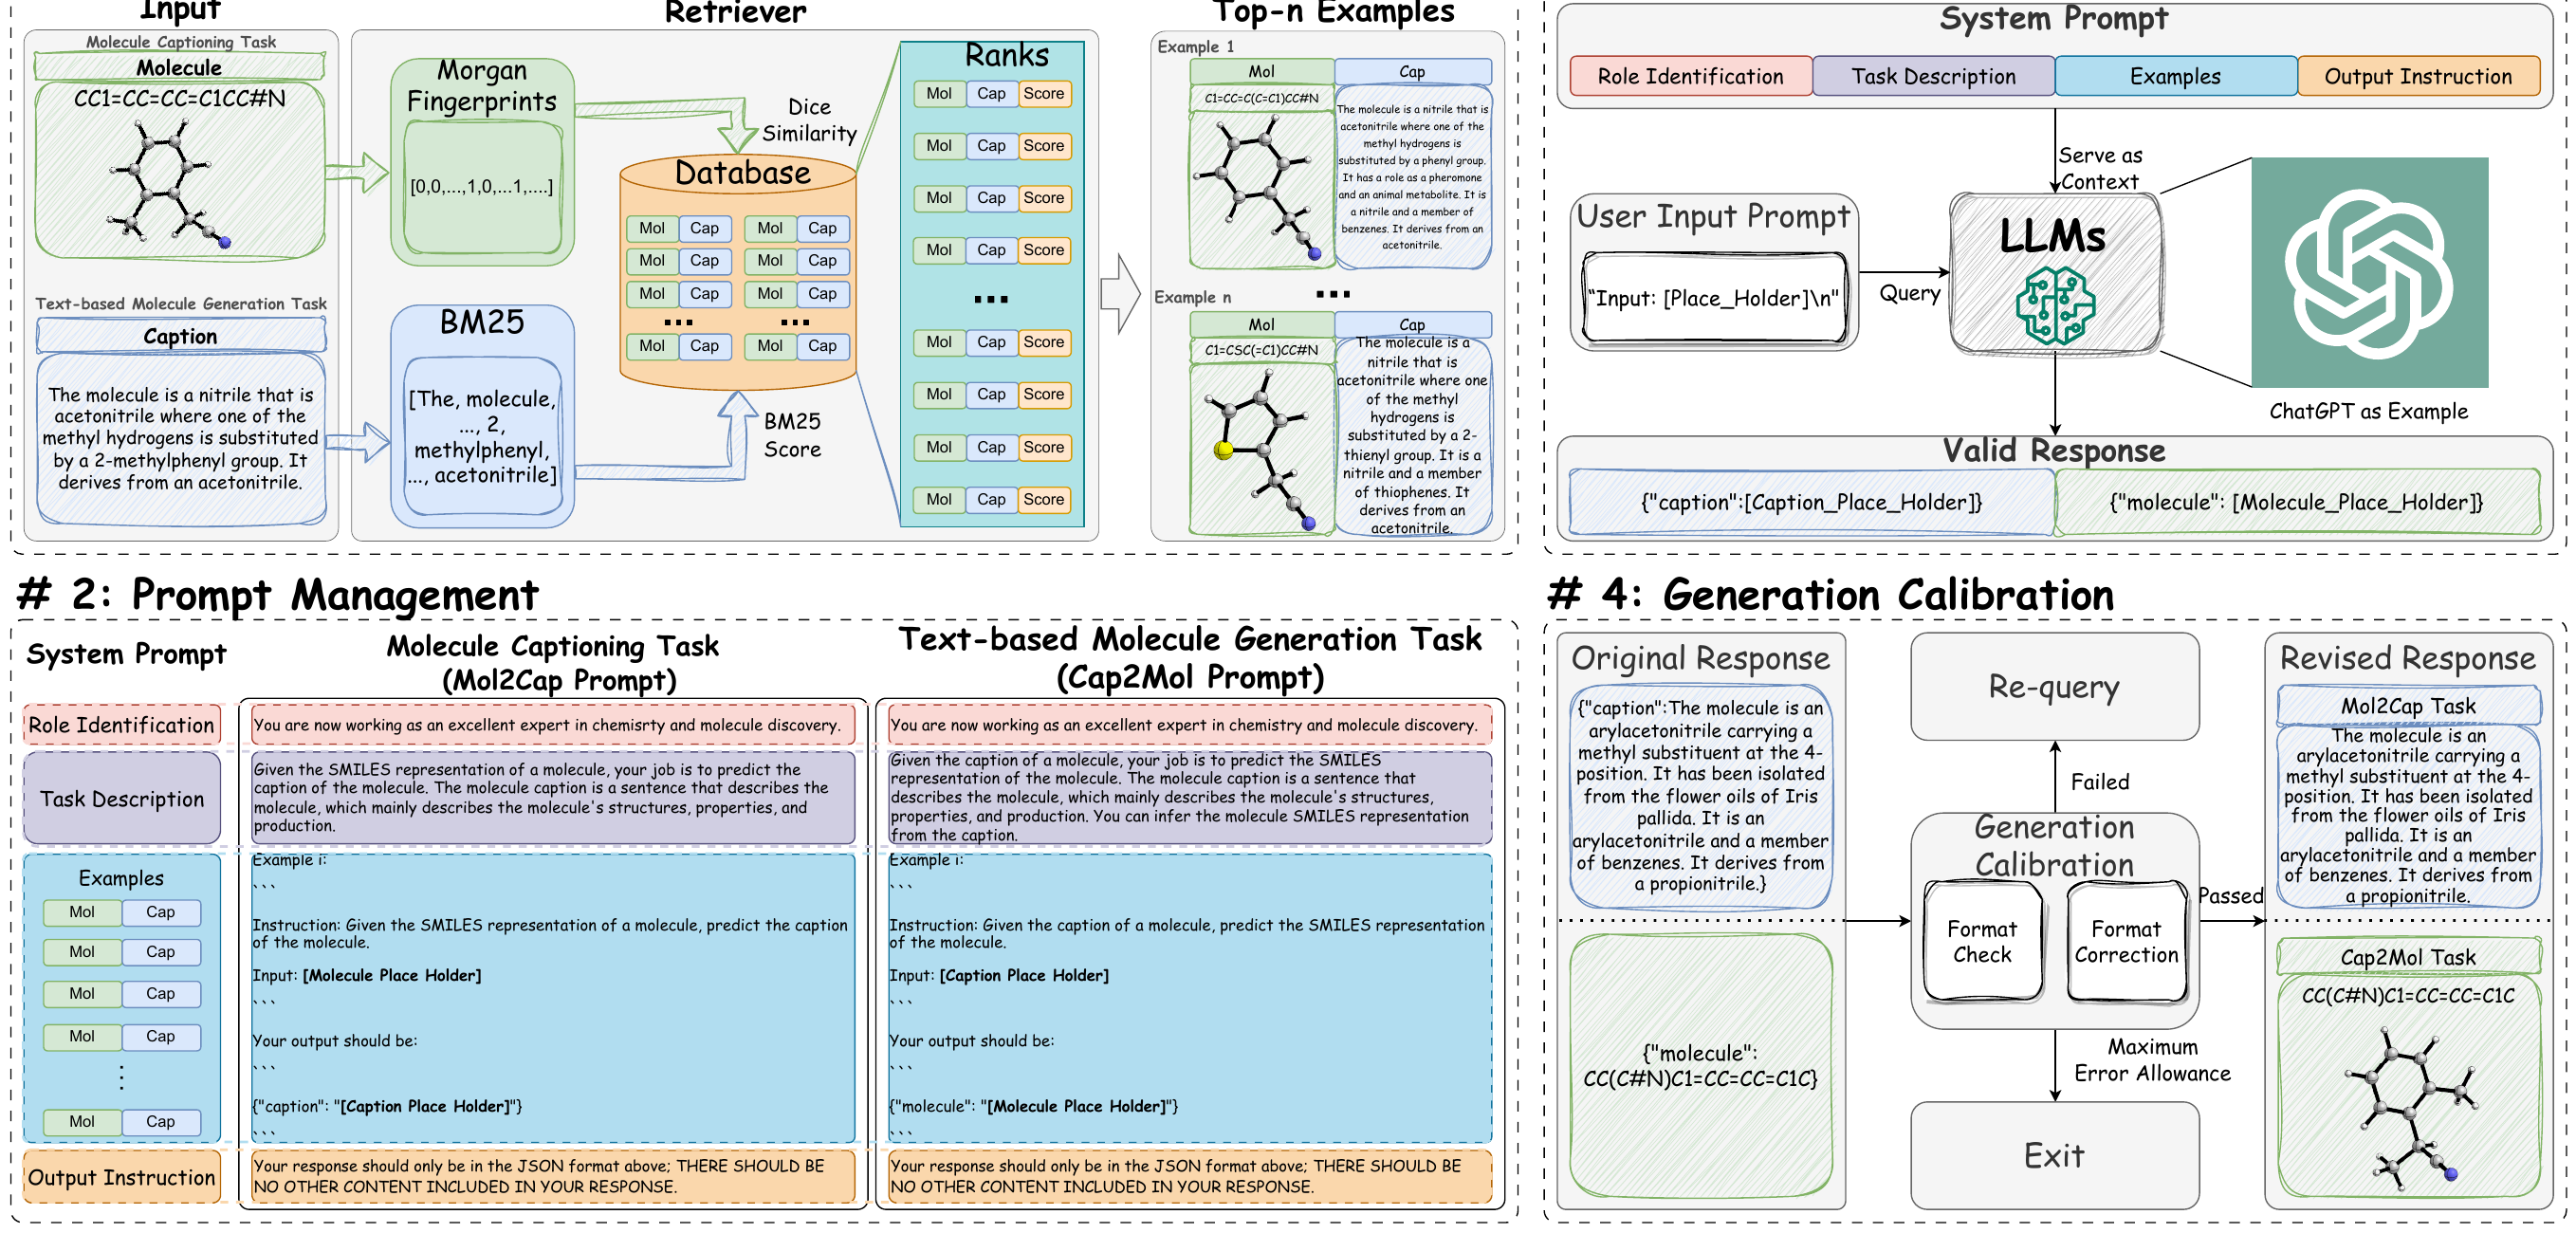 Input
Molecule Captioning Task
Molecule
CC1=CC=CC=C1CC#N
Text-based Molecule Generation Task
Caption
The molecule is a nitrile that is
acetonitrile where one of the
methyl hydrogens is substituted
by a 2-methylphenyl group. It
derives from an acetonitrile.
Retriever
Morgan
Fingerprints
[0,0,...,1,0,...1,....]
BM25
[The, molecule,
..., 2,
methylphenyl,
..., acetonitrile]
Dice
Similarity
Database
Mol Cap Mol Cap
Mol Cap Mol Cap
Mol Cap Mol Cap
... ...
Mol Cap Mol Cap
BM25
Score
Ranks
Mol Cap Score
Mol Cap Score
Mol Cap Score
Mol Cap Score
...
Mol Cap Score
Mol Cap Score
Mol Cap Score
Mol Cap Score
Top-n Examples
Example 1
Mol Cap
C1=CC=C(C=C1)CC#N
The molecule is a nitrile that is
acetonitrile where one of the
methyl hydrogens is
substituted by a phenyl group.
It has a role as a pheromone
and an animal metabolite. It is
a nitrile and a member of
benzenes. It derives from an
acetonitrile.
...
Example n
Mol Cap
C1=CSC(=C1)CC#N
The molecule is a
nitrile that is
acetonitrile where one
of the methyl
hydrogens is
substituted by a 2-
thienyl group. It is a
nitrile and a member
of thiophenes. It
derives from an
acetonitrile.
System Prompt
Role Identification Task Description Examples Output Instruction
Serve as
Context
User Input Prompt
"Input: [Place_Holder]\n"
Query
LLMs
ChatGPT as Example
Valid Response
{"caption":[Caption_Place_Holder]} {"molecule": [Molecule_Place_Holder]}
# 2: Prompt Management
System Prompt
Molecule Captioning Task
(Mol2Cap Prompt)
Text-based Molecule Generation Task
(Cap2Mol Prompt)
Role Identification
You are now working as an excellent expert in chemisrty and molecule discovery.
You are now working as an excellent expert in chemistry and molecule discovery.
Task Description
Given the SMILES representation of a molecule, your job is to predict the
caption of the molecule. The molecule caption is a sentence that describes the
molecule, which mainly describes the molecule's structures, properties, and
production.
Given the caption of a molecule, your job is to predict the SMILES
representation of the molecule. The molecule caption is a sentence that
describes the molecule, which mainly describes the molecule's structures,
properties, and production. You can infer the molecule SMILES representation
from the caption.
Examples
Mol Cap
Mol Cap
Mol Cap
Mol Cap
⋮
Mol Cap
Example i:
```
Instruction: Given the SMILES representation of a molecule, predict the caption
of the molecule.
Input: [Molecule Place Holder]
```
Your output should be:
```
{"caption": "[Caption Place Holder]"}
```
Example i:
```
Instruction: Given the caption of a molecule, predict the SMILES representation
of the molecule.
Input: [Caption Place Holder]
```
Your output should be:
```
{"molecule": "[Molecule Place Holder]"}
```
Output Instruction
Your response should only be in the JSON format above; THERE SHOULD BE
NO OTHER CONTENT INCLUDED IN YOUR RESPONSE.
Your response should only be in the JSON format above; THERE SHOULD BE
NO OTHER CONTENT INCLUDED IN YOUR RESPONSE.
# 4: Generation Calibration
Original Response
{"caption":The molecule is an
arylacetonitrile carrying a
methyl substituent at the 4-
position. It has been isolated
from the flower oils of Iris
pallida. It is an
arylacetonitrile and a member
of benzenes. It derives from
a propionitrile.}
{"molecule":
CC(C#N)C1=CC=CC=C1C}
Re-query
Failed
Generation
Calibration
Format
Check
Format
Correction
Passed
Maximum
Error Allowance
Exit
Revised Response
Mol2Cap Task
The molecule is an
arylacetonitrile carrying a
methyl substituent at the 4-
position. It has been isolated
from the flower oils of Iris
pallida. It is an
arylacetonitrile and a member
of benzenes. It derives from
a propionitrile.
Cap2Mol Task
CC(C#N)C1=CC=CC=C1C